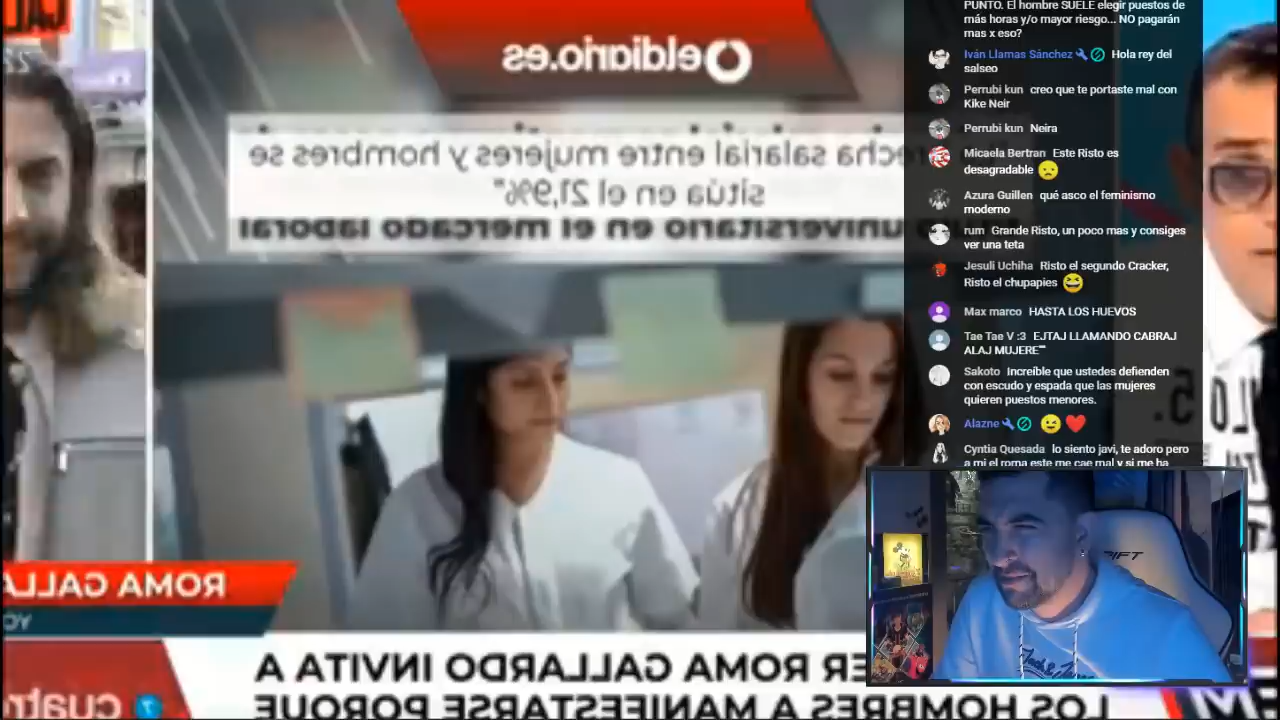 eldiario.es
brecha salarial entre mujeres y hombres se
sitúa en el 21,9%"
universitario en el mercado laboral
ROMA GALLA
ER ROMA GALLARDO INVITA A
LOS HOMBRES A MANIFESTARSE PORQUE
cuatro
7
PUNTO. El hombre SUELE elegir puestos de
más horas y/o mayor riesgo... NO pagarán
mas x eso?
Iván Llamas Sánchez Hola rey del
salseo
Perrubi kun creo que te portaste mal con
Kike Neir
Perrubi kun Neira
Micaela Bertran Este Risto es
desagradable 😟
Azura Guillen qué asco el feminismo
moderno
rum Grande Risto, un poco mas y consiges
ver una teta
Jesuli Uchiha Risto el segundo Cracker,
Risto el chupapies 😆
Max marco HASTA LOS HUEVOS
Tae Tae V :3 EJTAJ LLAMANDO CABRAJ
ALAJ MUJERE""
Sakoto Increíble que ustedes defienden
con escudo y espada que las mujeres
quieren puestos menores.
Alazne 😉 ❤️
Cyntia Quesada lo siento javi, te adoro pero
a mi el roma este me cae mal y si me ha